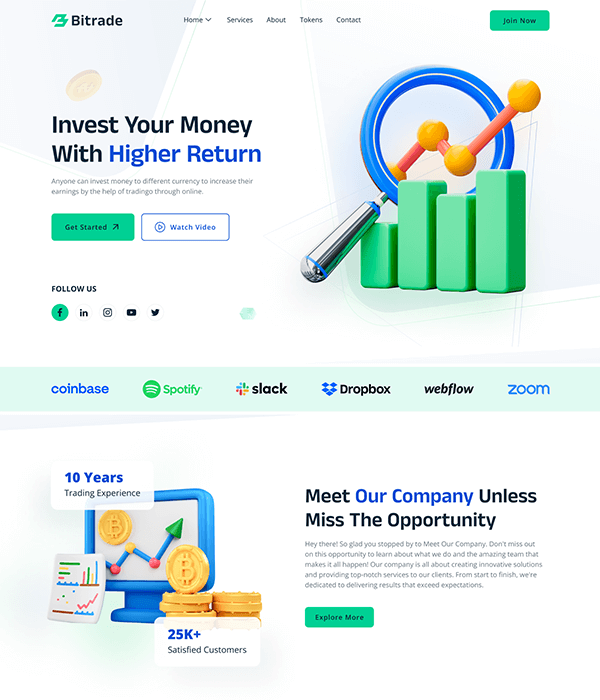 Bitrade
Home Services About Tokens Contact
Join Now
Invest Your Money
With Higher Return
Anyone can invest money to different currency to increase their
earnings by the help of tradingo through online.
Get Started
Watch Video
FOLLOW US
coinbase Spotify slack Dropbox webflow zoom
10 Years
Trading Experience
25K+
Satisfied Customers
Meet Our Company Unless
Miss The Opportunity
Hey there! So glad you stopped by to Meet Our Company. Don't miss out
on this opportunity to learn about what we do and the amazing team that
makes it all happen! Our company is all about creating innovative solutions
and providing top-notch services to our clients. From start to finish, we're
dedicated to delivering results that exceed expectations.
Explore More